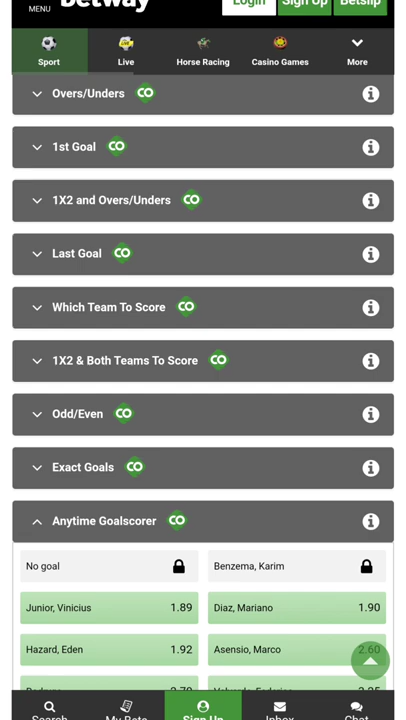 MENU
betway
Login
Sign Up
Betslip
Sport
LIVE
Live
Horse Racing
Casino Games
More
Overs/Unders CO
1st Goal CO
1X2 and Overs/Unders CO
Last Goal CO
Which Team To Score CO
1X2 & Both Teams To Score CO
Odd/Even CO
Exact Goals CO
Anytime Goalscorer CO
No goal
Benzema, Karim
Junior, Vinicius 1.89
Diaz, Mariano 1.90
Hazard, Eden 1.92
Asensio, Marco 2.60
Search
My Bets
Sign Up
Inbox
Chat